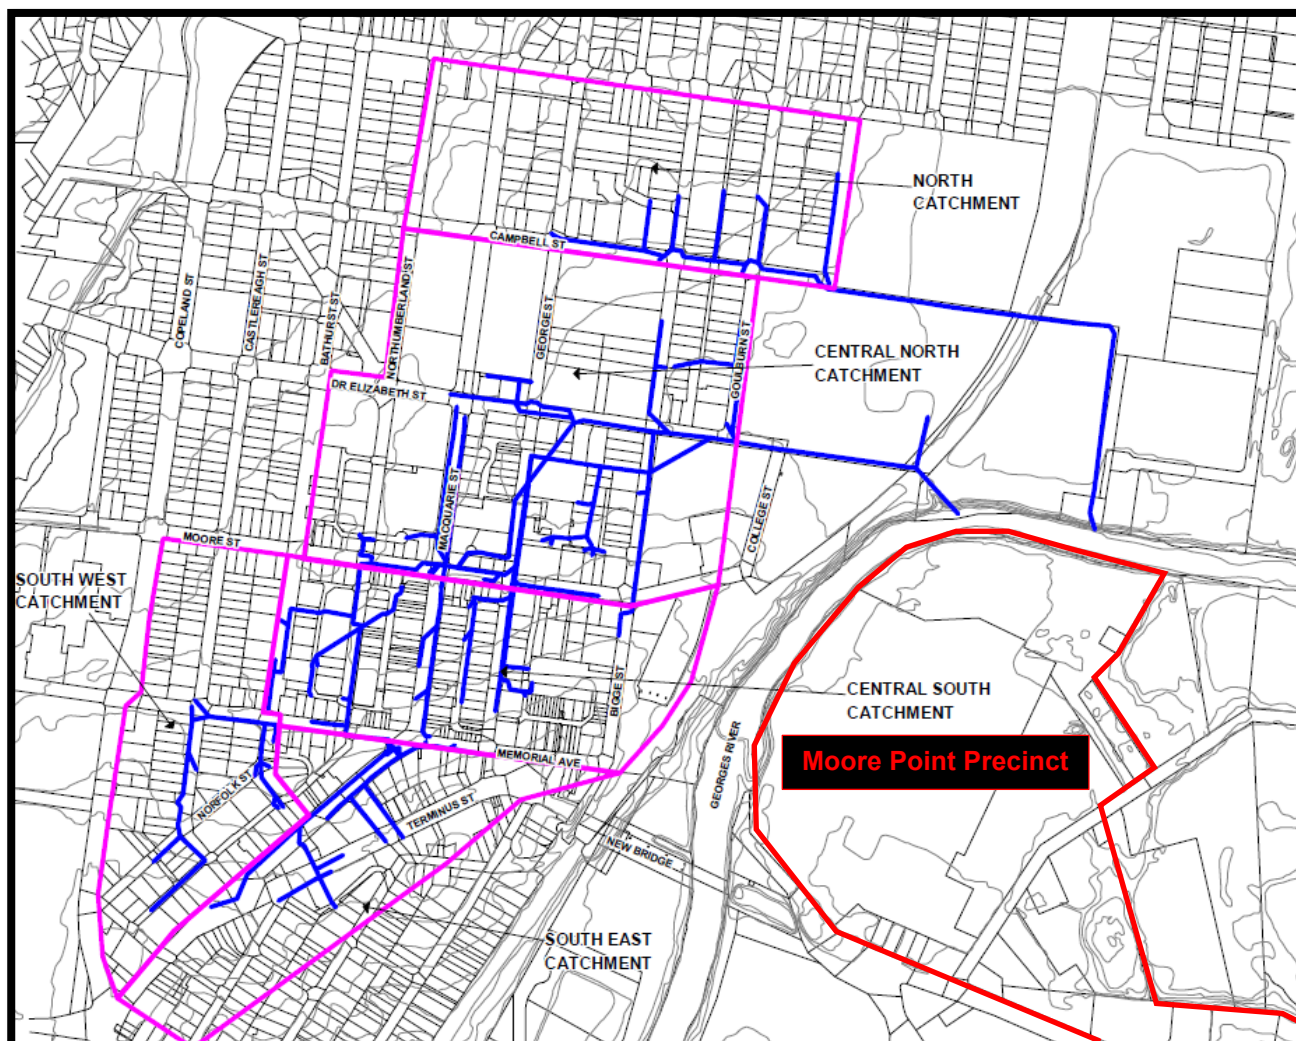 NORTH
CATCHMENT
CAMPBELL ST
COPELAND ST
CASTLEREAGH ST
BATHURST ST
NORTHUMBERLAND ST
GEORGE ST
GOULBURN ST
CENTRAL NORTH
CATCHMENT
DR ELIZABETH ST
MACQUARIE ST
COLLEGE ST
MOORE ST
SOUTH WEST
CATCHMENT
BIGGE ST
CENTRAL SOUTH
CATCHMENT
GEORGES RIVER
Moore Point Precinct
MEMORIAL AVE
NORFOLK ST
TERMINUS ST
NEW BRIDGE
SOUTH EAST
CATCHMENT